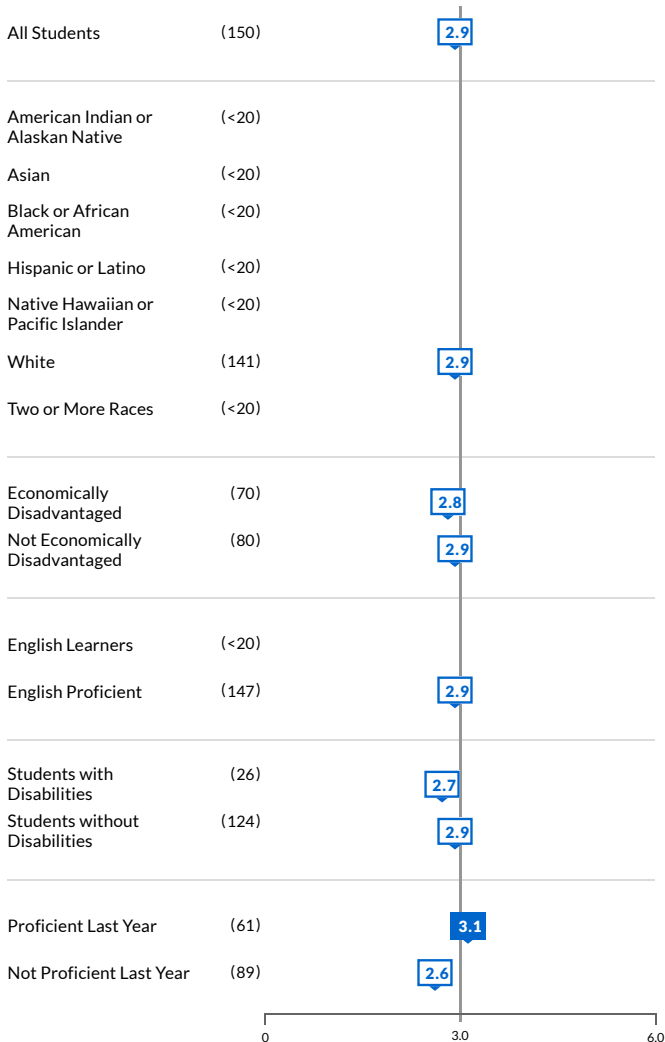 All Students (150) 2.9
American Indian or (<20)
Alaskan Native
Asian (<20)
Black or African (<20)
American
Hispanic or Latino (<20)
Native Hawaiian or (<20)
Pacific Islander
White (141) 2.9
Two or More Races (<20)
Economically (70) 2.8
Disadvantaged
Not Economically (80) 2.9
Disadvantaged
English Learners (<20)
English Proficient (147) 2.9
Students with (26) 2.7
Disabilities
Students without (124) 2.9
Disabilities
Proficient Last Year (61) 3.1
Not Proficient Last Year (89) 2.6
0 3.0 6.0